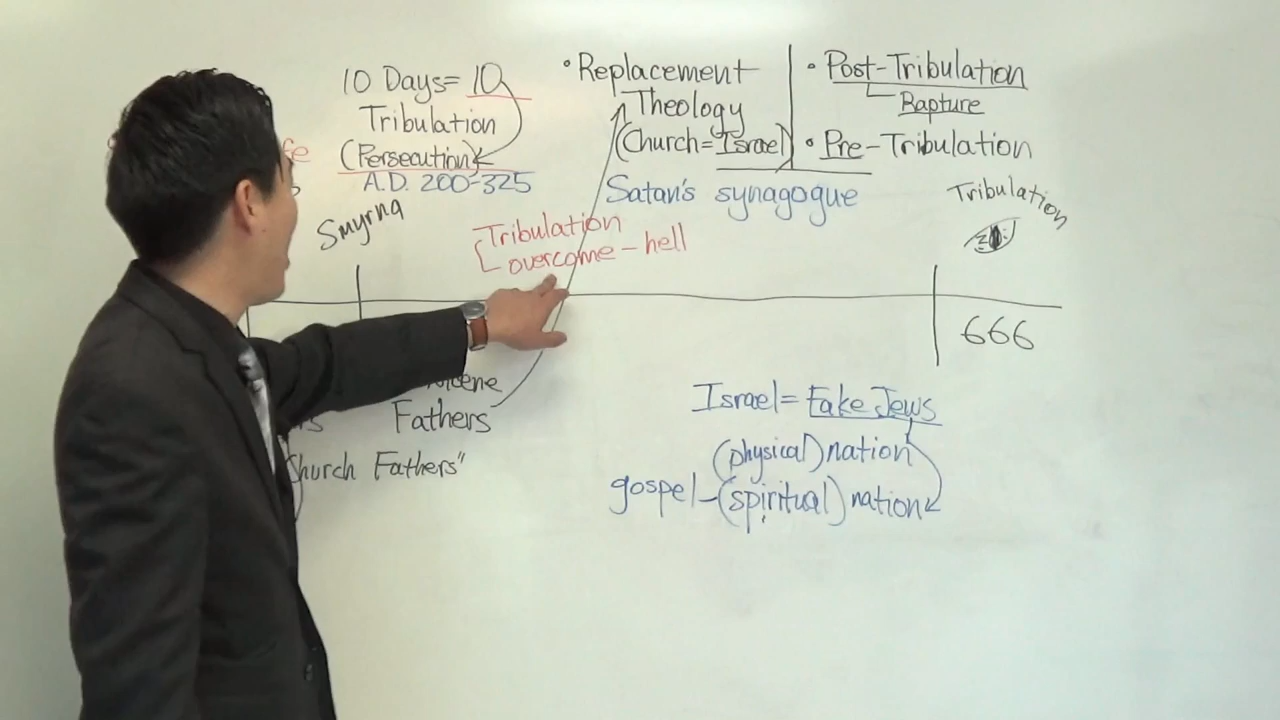 10 Days= 10
Tribulation
(Persecution)
A.D. 200-325
Smyrna
• Replacement
Theology
(Church=Israel)
Satan's synagogue
• Post-Tribulation
Rapture
• Pre-Tribulation
Tribulation
Tribulation
overcome - hell
666
Fathers
Church Fathers"
Israel= Fake Jews
(physical) nation
gospel-(spiritual) nation